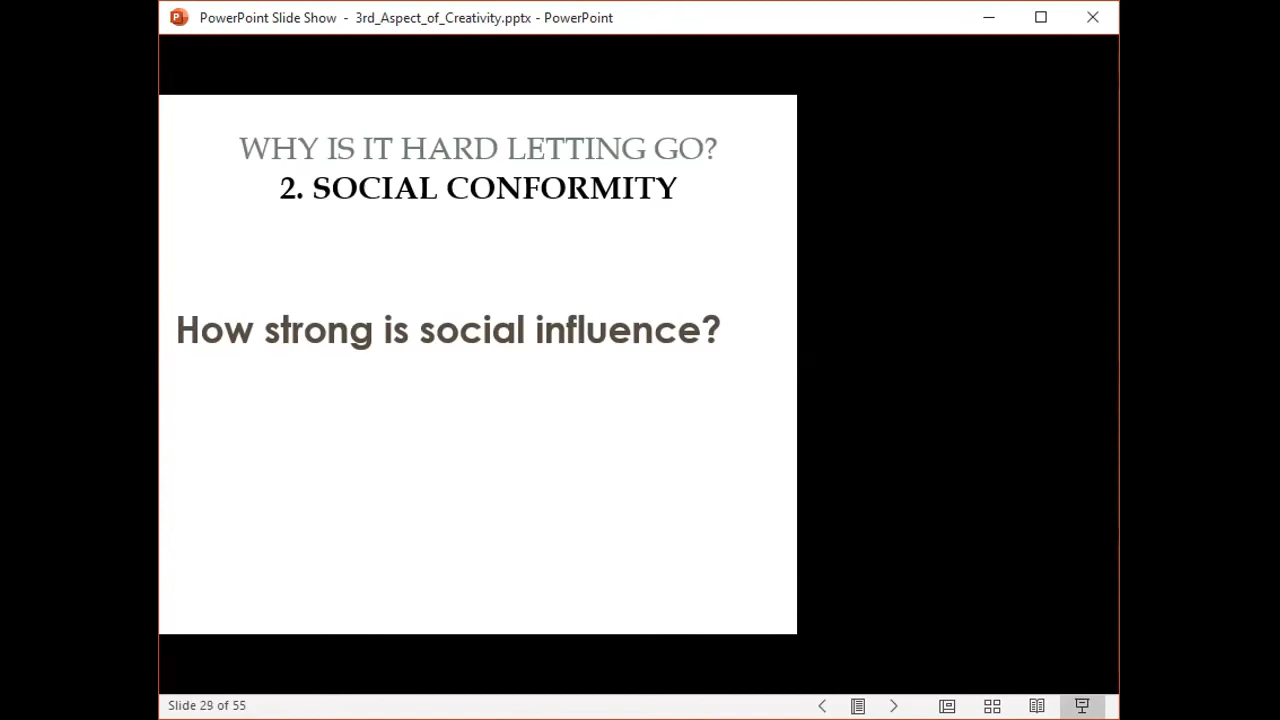 PowerPoint Slide Show - 3rd_Aspect_of_Creativity.pptx - PowerPoint
WHY IS IT HARD LETTING GO?
2. SOCIAL CONFORMITY
How strong is social influence?
Slide 29 of 55